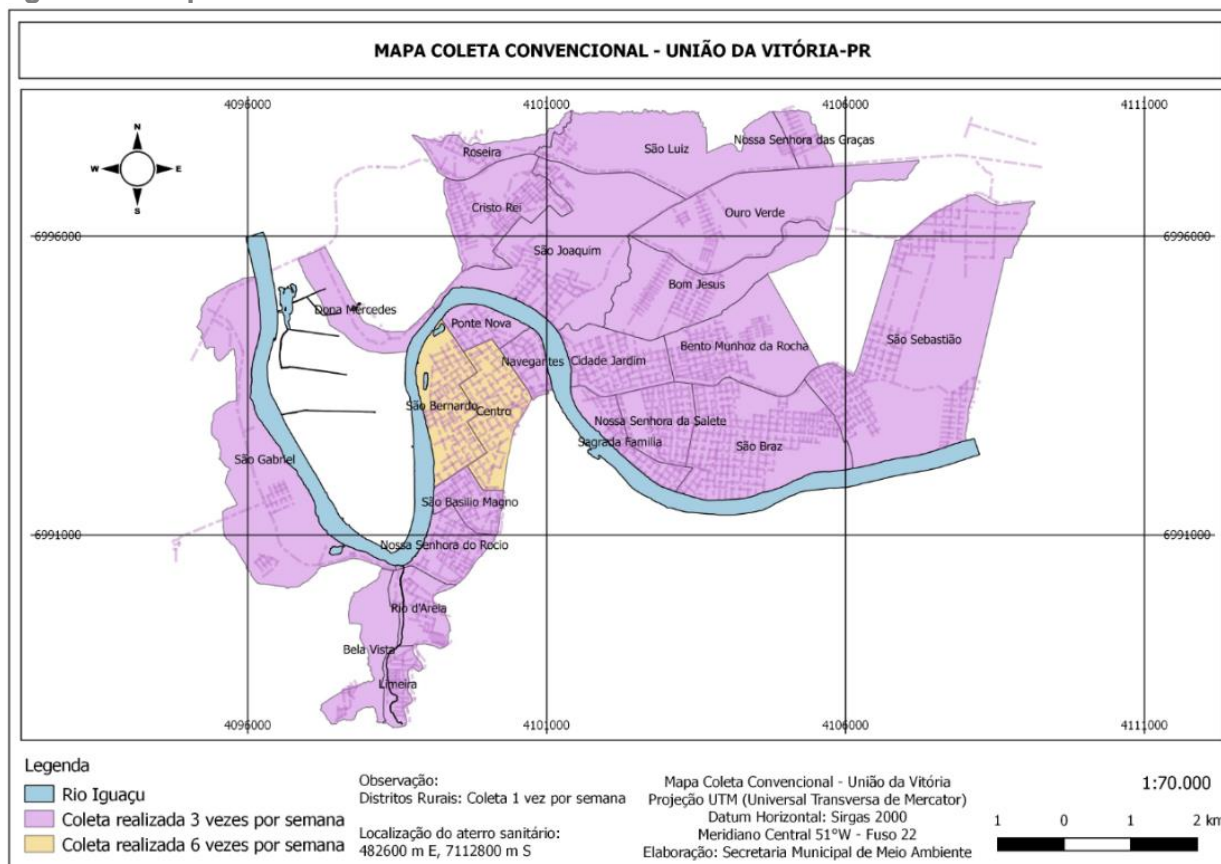 MAPA COLETA CONVENCIONAL - UNIÃO DA VITÓRIA-PR
4096000 4101000 4106000 4111000
N
W E
S
Roseira
São Luiz
Nossa Senhora das Graças
Cristo Rei
Ouro Verde
6996000 6996000
São Joaquim
Bom Jesus
Dona Mercedes
Ponte Nova
São Sebastião
Bento Munhoz da Rocha
Navegantes
Cidade Jardim
São Bernardo
Centro
Nossa Senhora da Salete
Sagrada Familia
São Braz
São Gabriel
São Basilio Magno
6991000 6991000
Nossa Senhora do Rocio
Rio d'Areia
Bela Vista
Limeira
4096000 4101000 4106000 4111000
Legenda
Rio Iguaçu
Coleta realizada 3 vezes por semana
Coleta realizada 6 vezes por semana
Observação:
Distritos Rurais: Coleta 1 vez por semana
Localização do aterro sanitário:
482600 m E, 7112800 m S
Mapa Coleta Convencional - União da Vitória
Projeção UTM (Universal Transversa de Mercator)
Datum Horizontal: Sirgas 2000
Meridiano Central 51°W - Fuso 22
Elaboração: Secretaria Municipal de Meio Ambiente
1:70.000
1 0 1 2 km